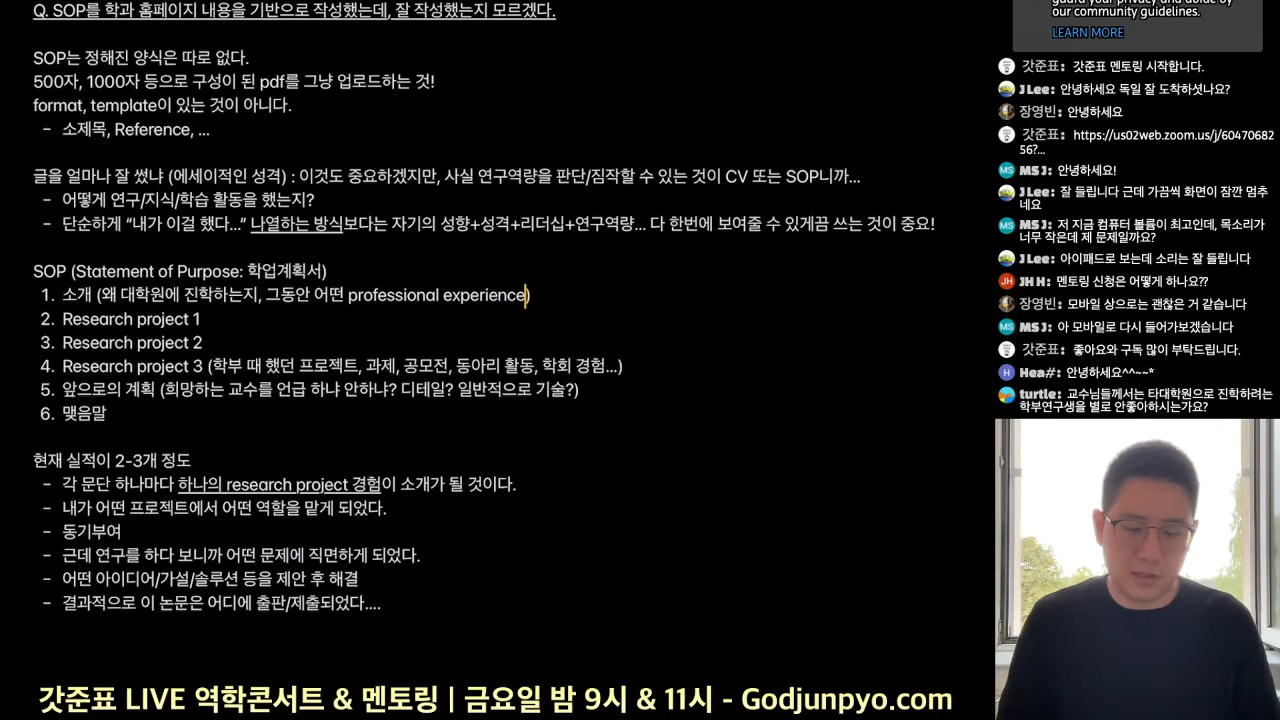 Q. SOP를 학과 홈페이지 내용을 기반으로 작성했는데, 잘 작성했는지 모르겠다.
SOP는 정해진 양식은 따로 없다.
500자, 1000자 등으로 구성이 된 pdf를 그냥 업로드하는 것!
format, template이 있는 것이 아니다.
- 소제목, Reference, ...
글을 얼마나 잘 썼냐 (에세이적인 성격) : 이것도 중요하겠지만, 사실 연구역량을 판단/짐작할 수 있는 것이 CV 또는 SOP니까...
- 어떻게 연구/지식/학습 활동을 했는지?
- 단순하게 “내가 이걸 했다...” 나열하는 방식보다는 자기의 성향+성격+리더십+연구역량... 다 한번에 보여줄 수 있게끔 쓰는 것이 중요!
SOP (Statement of Purpose: 학업계획서)
1. 소개 (왜 대학원에 진학하는지, 그동안 어떤 professional experience)
2. Research project 1
3. Research project 2
4. Research project 3 (학부 때 했던 프로젝트, 과제, 공모전, 동아리 활동, 학회 경험...)
5. 앞으로의 계획 (희망하는 교수를 언급 하냐 안하냐? 디테일? 일반적으로 기술?)
6. 맺음말
현재 실적이 2-3개 정도
- 각 문단 하나마다 하나의 research project 경험이 소개가 될 것이다.
- 내가 어떤 프로젝트에서 어떤 역할을 맡게 되었다.
- 동기부여
- 근데 연구를 하다 보니까 어떤 문제에 직면하게 되었다.
- 어떤 아이디어/가설/솔루션 등을 제안 후 해결
- 결과적으로 이 논문은 어디에 출판/제출되었다....
갓준표 LIVE 역학콘서트 & 멘토링 | 금요일 밤 9시 & 11시 - Godjunpyo.com
guard your privacy and abide by
our community guidelines.
LEARN MORE
갓준표: 갓준표 멘토링 시작합니다.
J Lee: 안녕하세요 독일 잘 도착하셧나요?
장영빈: 안녕하세요
갓준표: https://us02web.zoom.us/j/60470682
56?...
MS J: 안녕하세요!
J Lee: 잘 들립니다 근데 가끔씩 화면이 잠깐 멈추
네요
MS J: 저 지금 컴퓨터 볼륨이 최고인데, 목소리가
너무 작은데 제 문제일까요?
J Lee: 아이패드로 보는데 소리는 잘 들립니다
JH H: 멘토링 신청은 어떻게 하나요??
장영빈: 모바일 상으로는 괜찮은 거 같습니다
MS J: 아 모바일로 다시 들어가보겠습니다
갓준표: 좋아요와 구독 많이 부탁드립니다.
Hea#: 안녕하세요^^~~*
turtle: 교수님들께서는 타대학원으로 진학하려는
학부연구생을 별로 안좋아하시는가요?